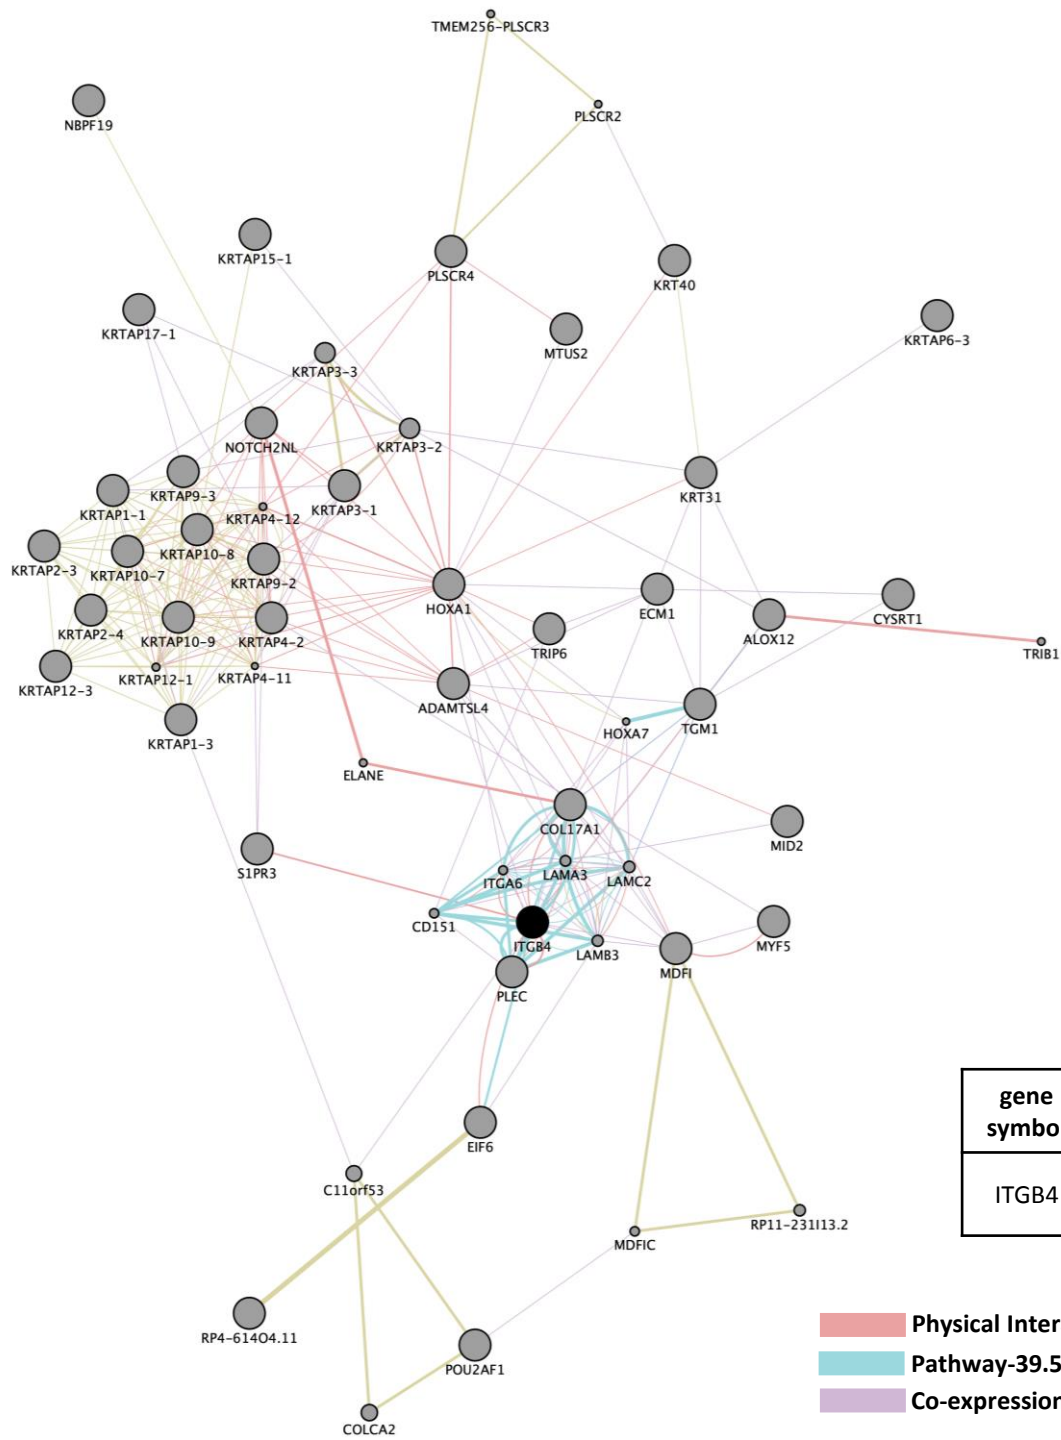 TMEM256-PLSCR3
NBPF19
PLSCR2
KRTAP15-1
PLSCR4
KRT40
KRTAP17-1
MTUS2
KRTAP6-3
KRTAP3-3
NOTCH2NL
KRTAP3-2
KRTAP9-3
KRT31
KRTAP1-1
KRTAP4-12
KRTAP3-1
KRTAP10-8
KRTAP2-3
KRTAP10-7
KRTAP9-2
HOXA1
ECM1
CYSRT1
KRTAP2-4
KRTAP10-9
KRTAP4-2
TRIP6
ALOX12
TRIB1
KRTAP12-3
KRTAP12-1
KRTAP4-11
ADAMTSL4
HOXA7
TGM1
KRTAP1-3
ELANE
COL17A1
MID2
S1PR3
ITGA6
LAMA3
LAMC2
CD151
ITGB4
LAMB3
MYF5
MDFI
PLEC
gene
symbo
EIF6
C11orf53
ITGB4
RP11-231I13.2
MDFIC
RP4-614O4.11
Physical Inter
POU2AF1
Pathway-39.5
Co-expression
COLCA2